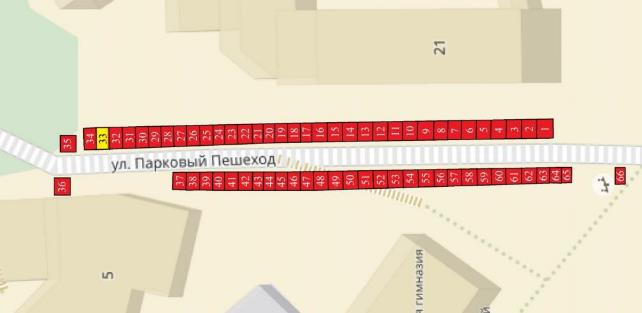 21
35 34 33 32 31 30 29 28 27 26 25 24 23 22 21 20 19 18 17 16 15 14 13 12 11 10 9 8 7 6 5 4 3 2 1
ул. Парковый Пешеход
36 37 38 39 40 41 42 43 44 45 46 47 48 49 50 51 52 53 54 55 56 57 58 59 60 61 62 63 64 65 66
5
я гимназия
й